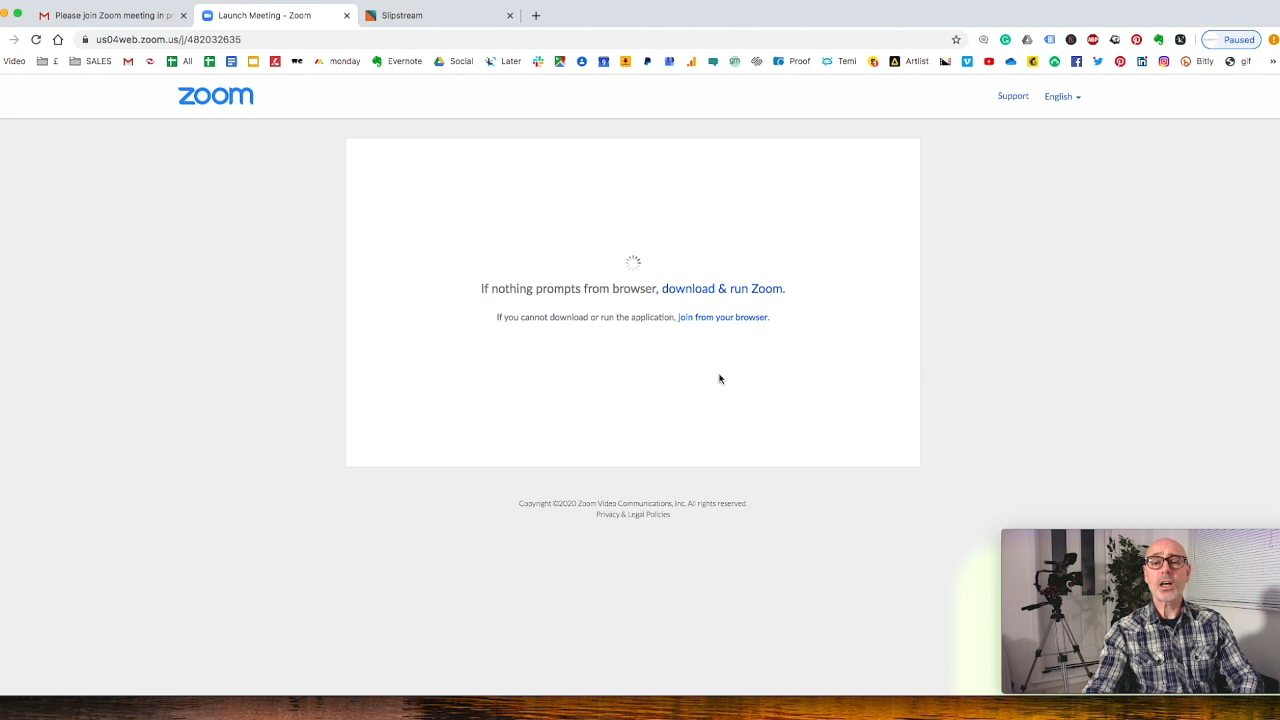 Please join Zoom meeting in pr
Launch Meeting - Zoom
Slipstream
us04web.zoom.us/j/482032635
Paused
Video
£
SALES
All
monday
Evernote
Social
Later
Proof
Temi
Artlist
Bitly
gif
»
zoom
Support
English
If nothing prompts from browser, download & run Zoom.
If you cannot download or run the application, join from your browser.
Copyright ©2020 Zoom Video Communications, Inc. All rights reserved.
Privacy & Legal Policies